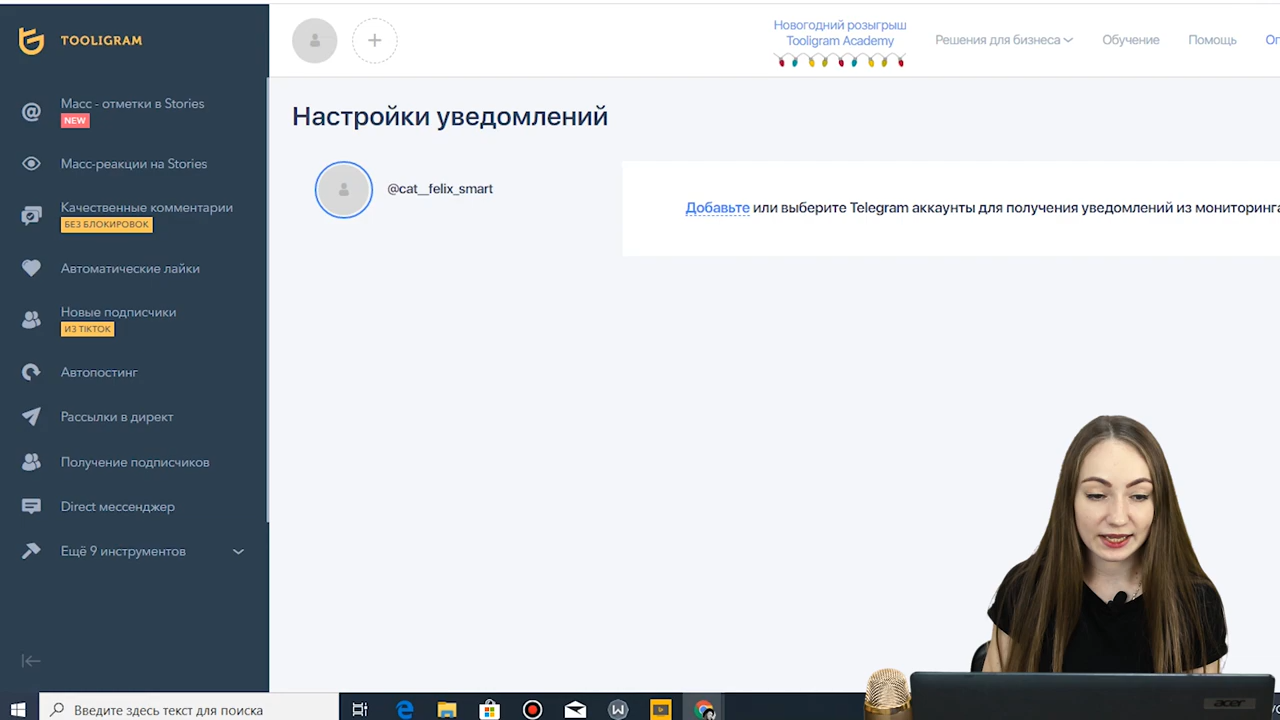 TOOLIGRAM
Масс - отметки в Stories
NEW
Масс-реакции на Stories
Качественные комментарии
БЕЗ БЛОКИРОВОК
Автоматические лайки
Новые подписчики
ИЗ TIKTOK
Автопостинг
Рассылки в директ
Получение подписчиков
Direct мессенджер
Ещё 9 инструментов
Новогодний розыгрыш
Tooligram Academy
Решения для бизнеса
Обучение
Помощь
Настройки уведомлений
@cat__felix_smart
Добавьте или выберите Telegram аккаунты для получения уведомлений из мониторинга
Введите здесь текст для поиска
acer